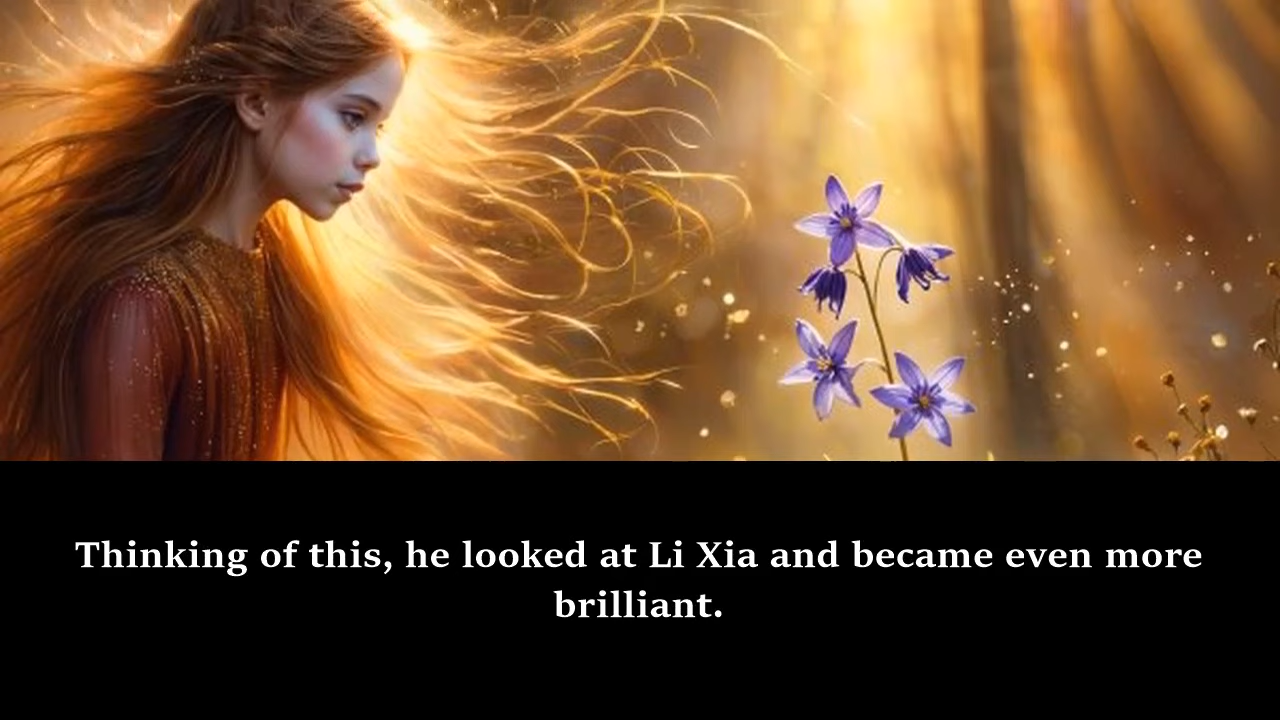 Thinking of this, he looked at Li Xia and became even more
brilliant.